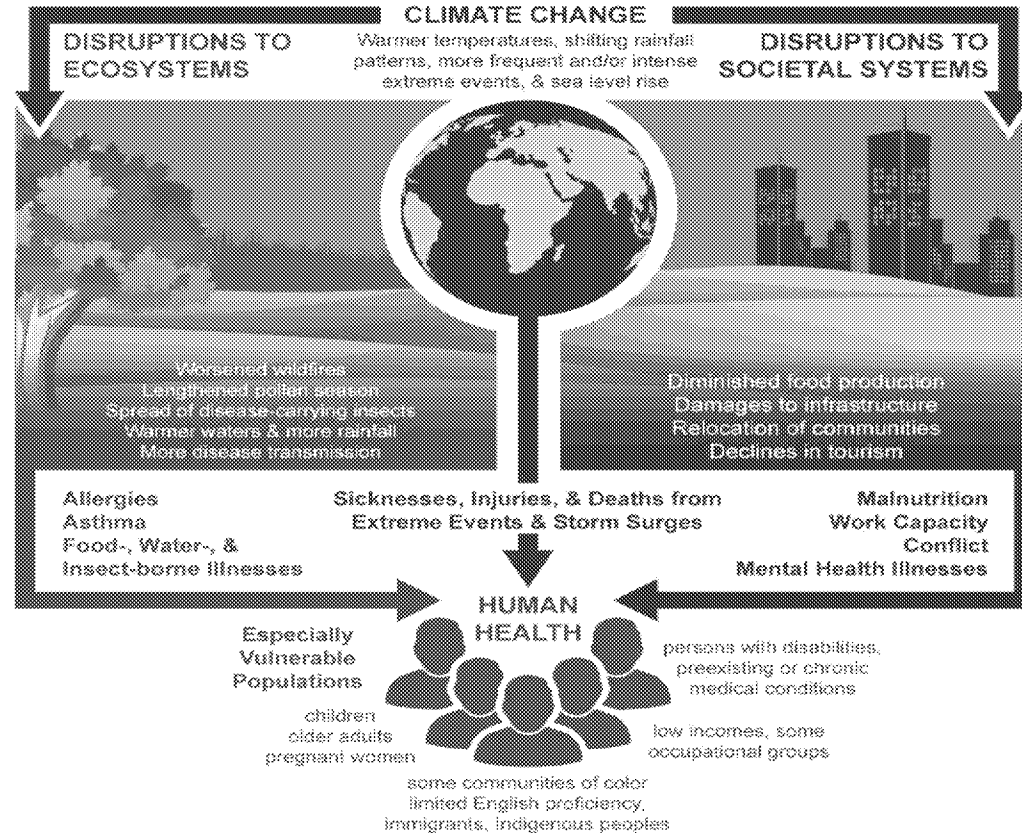 CLIMATE CHANGE
Warmer temperatures, shifting rainfall
patterns, more frequent and/or intense
extreme events, & sea level rise
DISRUPTIONS TO
ECOSYSTEMS
DISRUPTIONS TO
SOCIETAL SYSTEMS
Worsened wildfires
Lengthened pollen season
Spread of disease-carrying insects
Warmer waters & more rainfall
More disease transmission
Diminished food production
Damages to infrastructure
Relocation of communities
Declines in tourism
Allergies
Asthma
Food-, Water-, &
Insect-borne Illnesses
Sicknesses, Injuries, & Deaths from
Extreme Events & Storm Surges
Malnutrition
Work Capacity
Conflict
Mental Health Illnesses
HUMAN
HEALTH
Especially
Vulnerable
Populations
children
older adults
pregnant women
persons with disabilities,
preexisting or chronic
medical conditions
low incomes, some
occupational groups
some communities of color
limited English proficiency,
immigrants, indigenous peoples